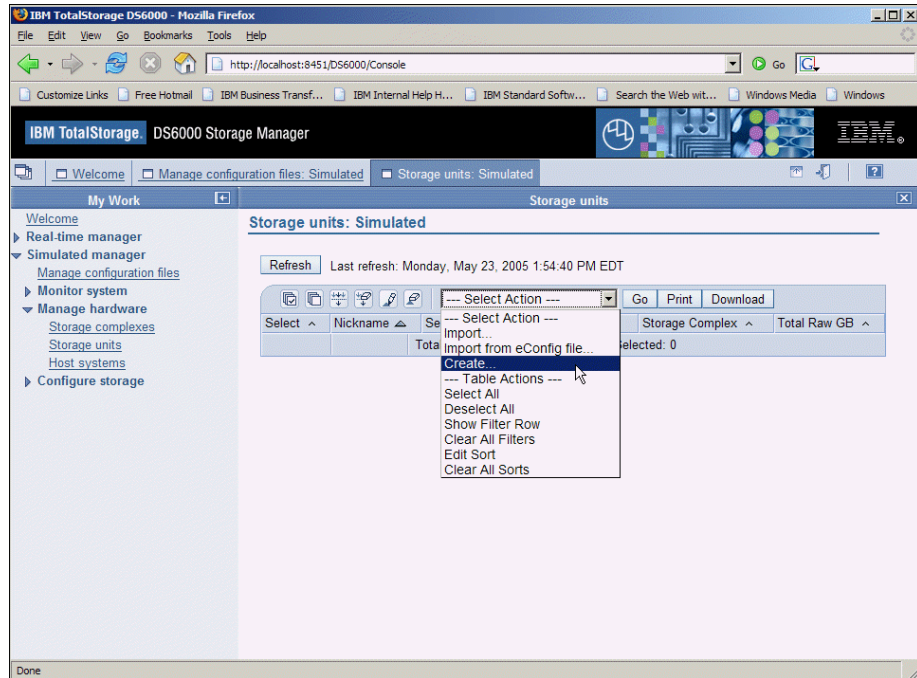 IBM TotalStorage DS6000 - Mozilla Firefox
File Edit View Go Bookmarks Tools Help
http://localhost:8451/DS6000/Console Go G
Customize Links Free Hotmail IBM Business Transf... IBM Internal Help H... IBM Standard Softw... Search the Web wit... Windows Media Windows
IBM TotalStorage. DS6000 Storage Manager IBM
Welcome Manage configuration files: Simulated Storage units: Simulated ?
My Work Storage units
Welcome
Real-time manager
Simulated manager
Manage configuration files
Monitor system
Manage hardware
Storage complexes
Storage units
Host systems
Configure storage
Storage units: Simulated
Refresh Last refresh: Monday, May 23, 2005 1:54:40 PM EDT
--- Select Action --- Go Print Download
Select Nickname Se Storage Complex Total Raw GB
Tota elected: 0
--- Select Action ---
Import...
Import from eConfig file...
Create...
--- Table Actions ---
Select All
Deselect All
Show Filter Row
Clear All Filters
Edit Sort
Clear All Sorts
Done